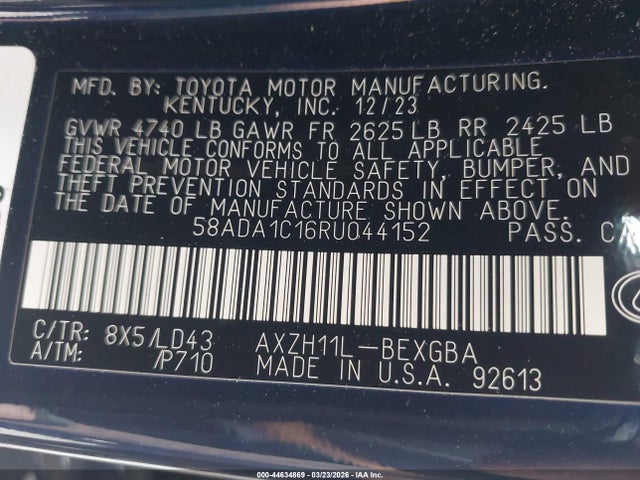 MFD. BY: TOYOTA MOTOR MANUFACTURING.
KENTUCKY, INC. 12/23
GVWR 4740 LB GAWR FR 2625 LB RR 2425 LB
THIS VEHICLE CONFORMS TO ALL APPLICABLE
FEDERAL MOTOR VEHICLE SAFETY, BUMPER, AND
THEFT PREVENTION STANDARDS IN EFFECT ON
THE DATE OF MANUFACTURE SHOWN ABOVE.
58ADA1C16RU044152 PASS. CA
C/TR: 8X5/LD43 AXZH11L-BEXGBA
A/TM: /P710 MADE IN U.S.A. 92613
000-44634869 | 03/23/2026 | IAAI.COM